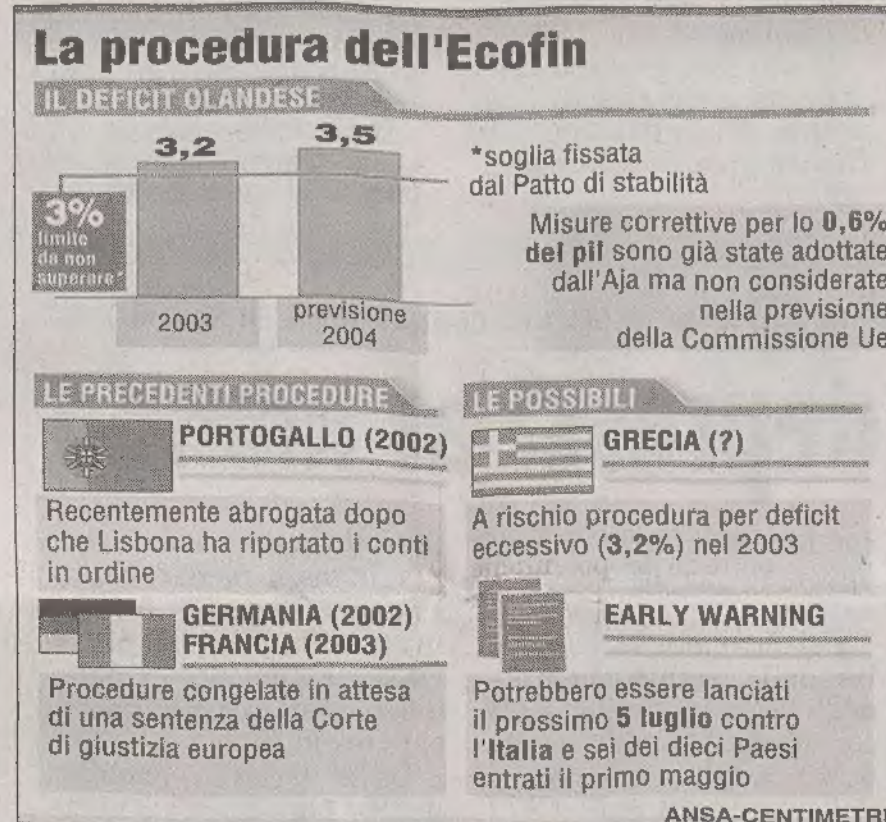 La procedura dell'Ecofin
IL DEFICIT OLANDESE
3,2
3,5
3%
limite
da non
superare*
2003
previsione
2004
*soglia fissata
dal Patto di stabilità
Misure correttive per lo 0,6%
del pil sono già state adottate
dall'Aja ma non considerate
nella previsione
della Commissione Ue
LE PRECEDENTI PROCEDURE
PORTOGALLO (2002)
Recentemente abrogata dopo
che Lisbona ha riportato i conti
in ordine
GERMANIA (2002)
FRANCIA (2003)
Procedure congelate in attesa
di una sentenza della Corte
di giustizia europea
LE POSSIBILI
GRECIA (?)
A rischio procedura per deficit
eccessivo (3,2%) nel 2003
EARLY WARNING
Potrebbero essere lanciati
il prossimo 5 luglio contro
l'Italia e sei dei dieci Paesi
entrati il primo maggio
ANSA-CENTIMETRI